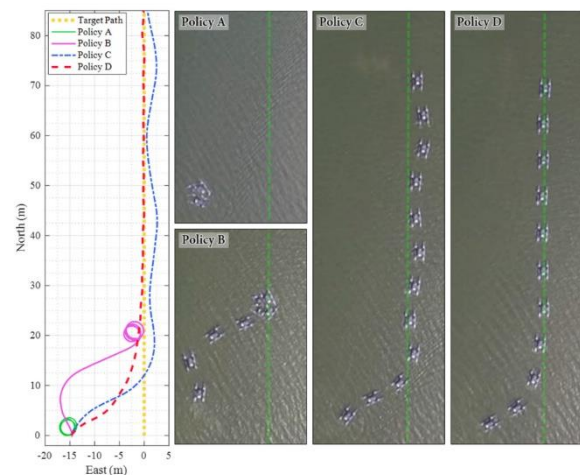 Target Path
Policy A
Policy B
Policy C
Policy D
80
70
60
50
40
30
20
10
0
North (m)
-20 -15 -10 -5 0 5
East (m)
Policy A
Policy B
Policy C
Policy D